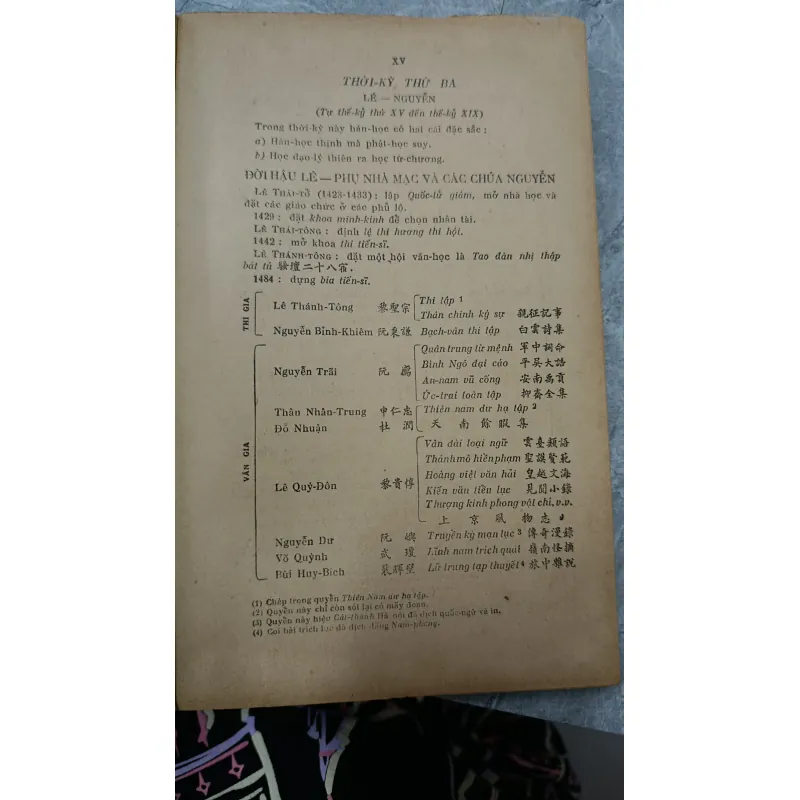 XV
THỜI-KỲ THỨ BA
LÊ — NGUYỄN
(Tự thế-kỷ thứ XV đến thế-kỷ XIX)
Trong thời-kỳ này hán-học có hai cái đặc sắc :
a) Hán-học thịnh mà phật-học suy.
b) Học đạo-lý thiên ra học từ-chương.
ĐỜI HẬU LÊ — PHỤ NHÀ MẠC VÀ CÁC CHÚA NGUYỄN
LÊ THÁI-TỔ (1428-1433) : lập Quốc-tử giám, mở nhà học và
đặt các giáo chức ở các phủ lộ.
1429 : đặt khoa minh-kinh để chọn nhân tài.
LÊ THÁI-TÔNG : định lệ thi hương thi hội.
1442 : mở khoa thi tiến-sĩ.
LÊ THÁNH-TÔNG : đặt một hội văn-học là Tao đàn nhị thập
bát tú 騷壇二十八宿.
1484 : dựng bia tiến-sĩ.
THI GIA
Lê Thánh-Tông 黎聖宗 Thi tập 1
Thân chinh ký sự 親征記事
Nguyễn Bỉnh-Khiêm 阮秉謙 Bạch-vân thi tập 白雲詩集
VĂN GIA
Nguyễn Trãi 阮廌 Quân trung từ mệnh 軍中詞命
Bình Ngô đại cáo 平吳大誥
An-nam vũ cống 安南禹貢
Ức-trai toàn tập 抑齋全集
Thân Nhân-Trung 申仁忠 Thiên nam dư hạ tập 2
Đỗ Nhuận 杜潤 天南餘暇集
Lê Quý-Đôn 黎貴惇 Vân đài loại ngữ 雲臺類語
Thánh mô hiền phạm 聖謨賢範
Hoàng việt văn hải 皇越文海
Kiến văn tiểu lục 見聞小錄
Thượng kinh phong vật chí, v.v.
上京風物志
Nguyễn Dư 阮嶼 Truyền kỳ mạn lục 3 傳奇漫錄
Võ Quỳnh 武瓊 Lĩnh nam trích quái 嶺南怪摘
Bùi Huy-Bích 裴輝璧 Lữ trung tạp thuyết 4 旅中雜說
(1) Chép trong quyển Thiên Nam dư hạ tập.
(2) Quyển này chỉ còn sót lại có mấy đoạn.
(3) Quyển này hiệu Cát-thành Hà nội đã dịch quốc-ngữ và in.
(4) Coi bài trích lục đã dịch đăng Nam-phong.